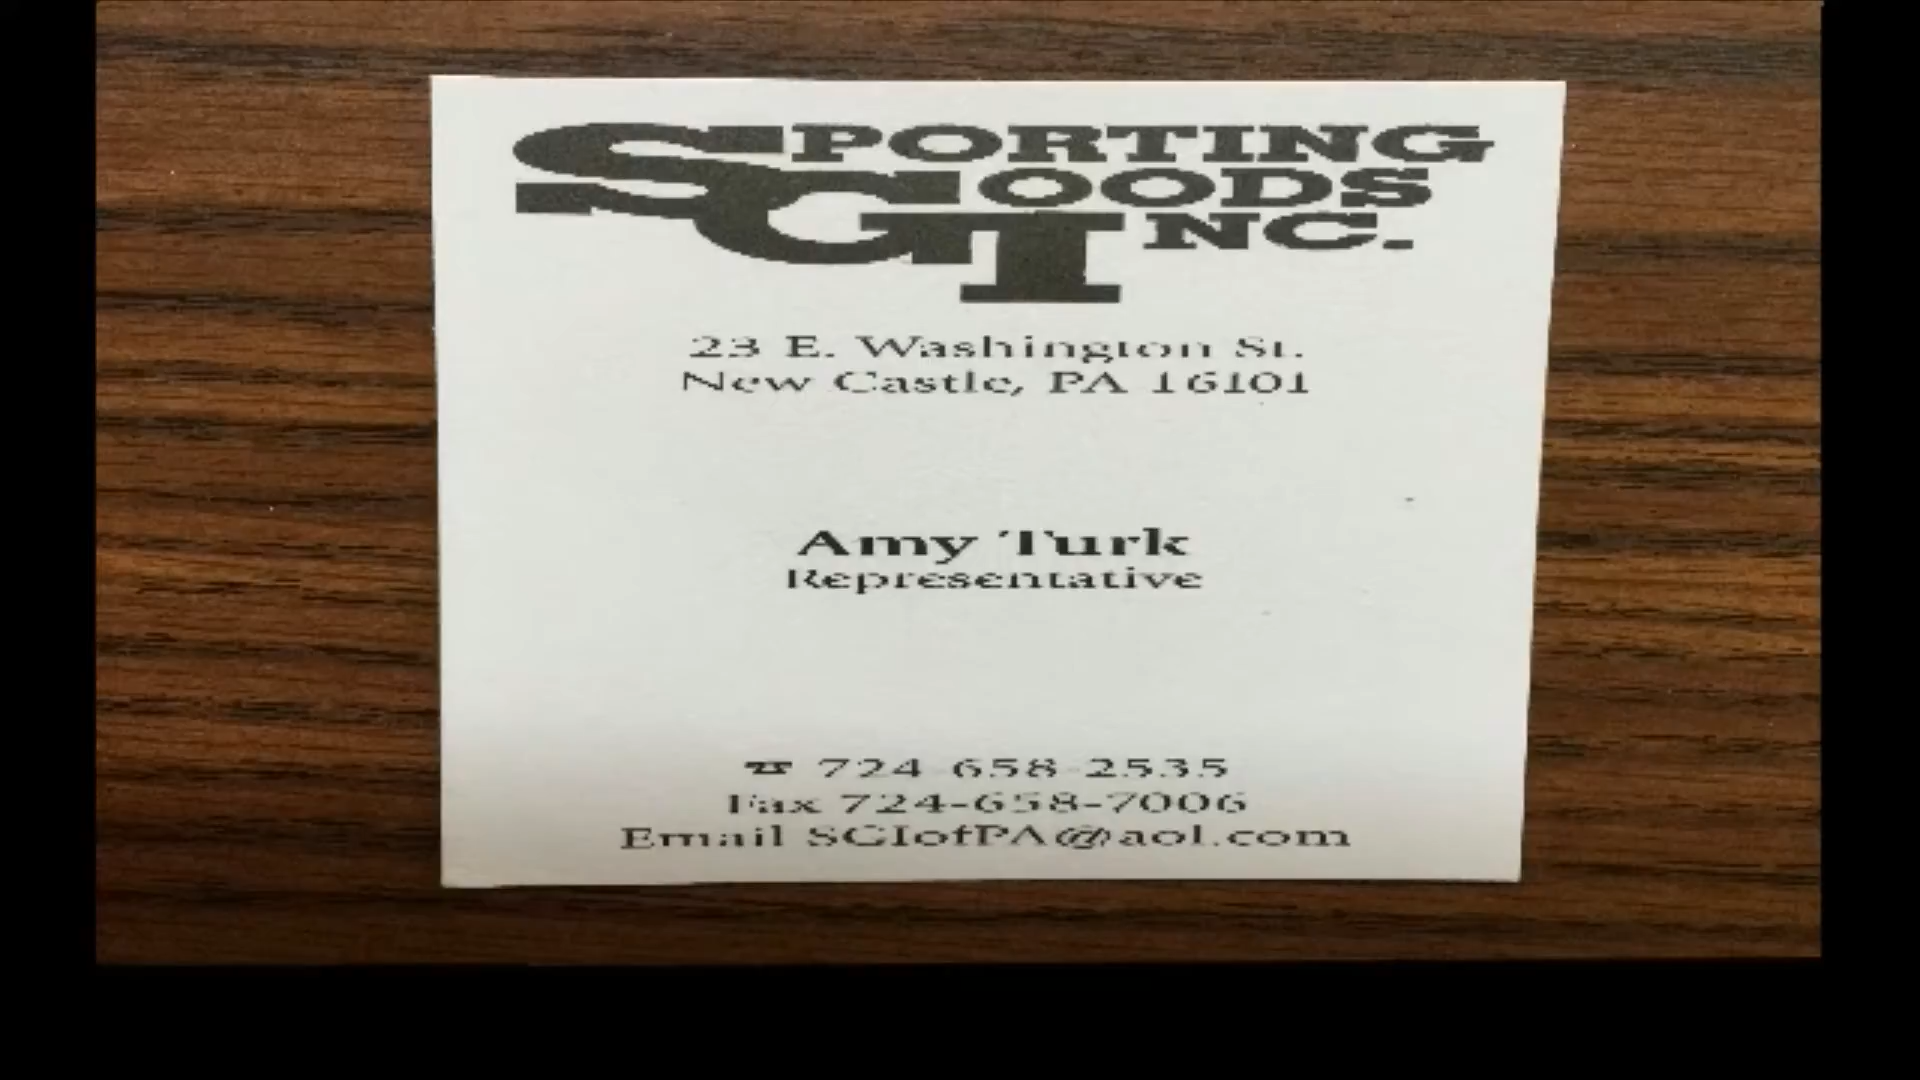 SPORTING
GOODS
INC.
23 E. Washington St.
New Castle, PA 16101
Amy Turk
Representative
☎ 724-658-2535
Fax 724-658-7006
Email SGIofPA@aol.com